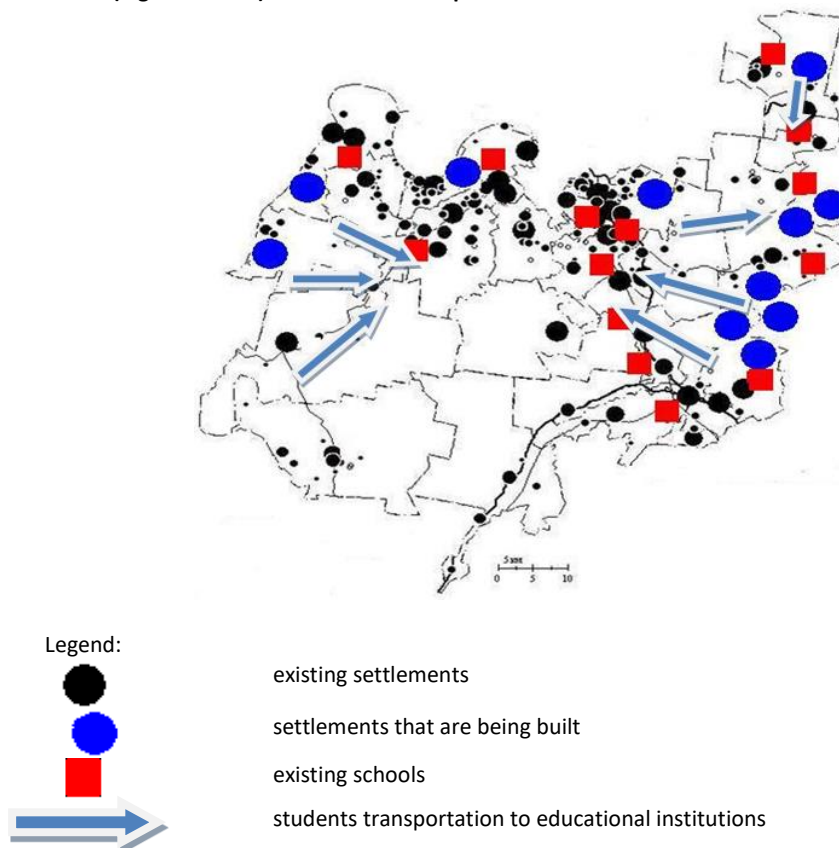 0 5 10
Legend:
existing settlements
settlements that are being built
existing schools
students transportation to educational institutions